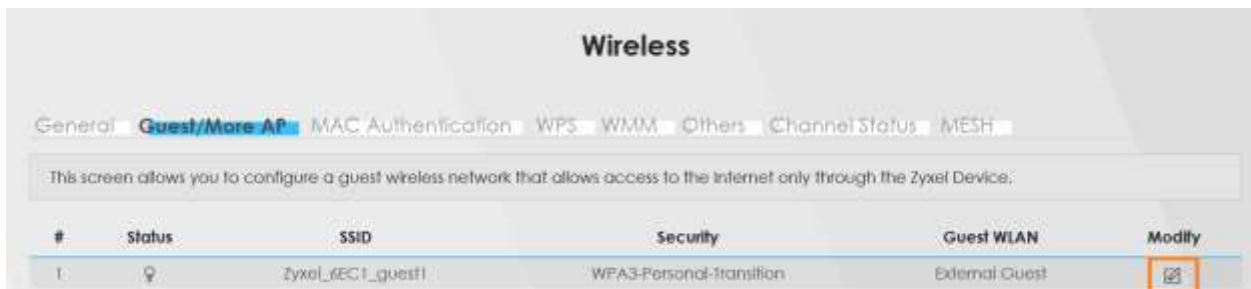 Wireless
General Guest/More AP MAC Authentication WPS WMM Others Channel Status MESH
This screen allows you to configure a guest wireless network that allows access to the Internet only through the Zyxel Device.
# Status SSID Security Guest WLAN Modify
1 Zyxel_6EC1_guest1 WPA3-Personal-Transition External Guest